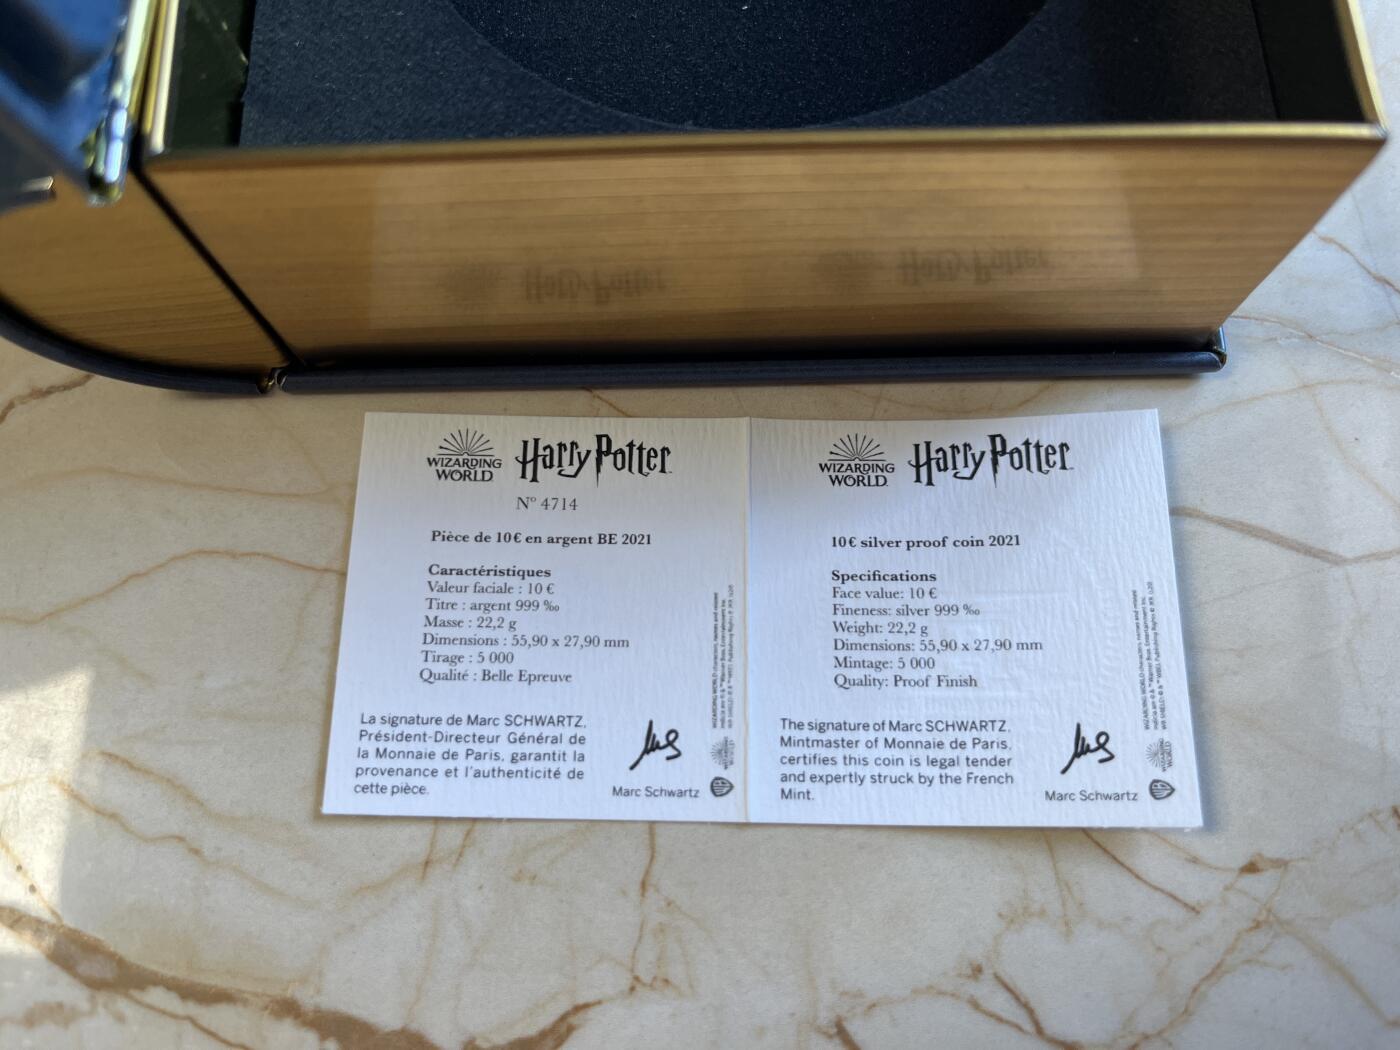 WIZARDING
WORLD
Harry Potter
Nº 4714
Pièce de 10€ en argent BE 2021
Caractéristiques
Valeur faciale : 10 €
Titre : argent 999 ‰
Masse : 22,2 g
Dimensions : 55,90 x 27,90 mm
Tirage : 5 000
Qualité : Belle Epreuve
La signature de Marc SCHWARTZ,
Président-Directeur Général de
la Monnaie de Paris, garantit la
provenance et l'authenticité de
cette pièce.
Marc Schwartz
WIZARDING
WORLD
Harry Potter
10€ silver proof coin 2021
Specifications
Face value: 10 €
Fineness: silver 999 ‰
Weight: 22,2 g
Dimensions: 55,90 x 27,90 mm
Mintage: 5 000
Quality: Proof Finish
The signature of Marc SCHWARTZ,
Mintmaster of Monnaie de Paris,
certifies this coin is legal tender
and expertly struck by the French
Mint.
Marc Schwartz